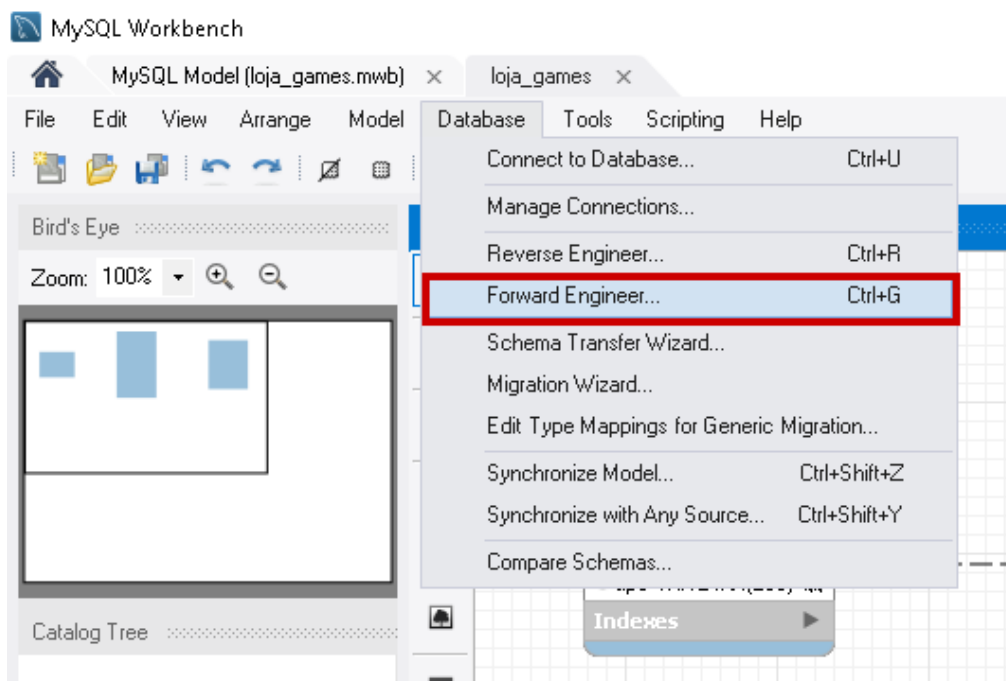 MySQL Workbench
MySQL Model (loja_games.mwb) × loja_games ×
File Edit View Arrange Model Database Tools Scripting Help
Connect to Database... Ctrl+U
Manage Connections...
Bird's Eye
Reverse Engineer... Ctrl+R
Zoom: 100%
Forward Engineer... Ctrl+G
Schema Transfer Wizard...
Migration Wizard...
Edit Type Mappings for Generic Migration...
Synchronize Model... Ctrl+Shift+Z
Synchronize with Any Source... Ctrl+Shift+Y
Compare Schemas...
Indexes
Catalog Tree